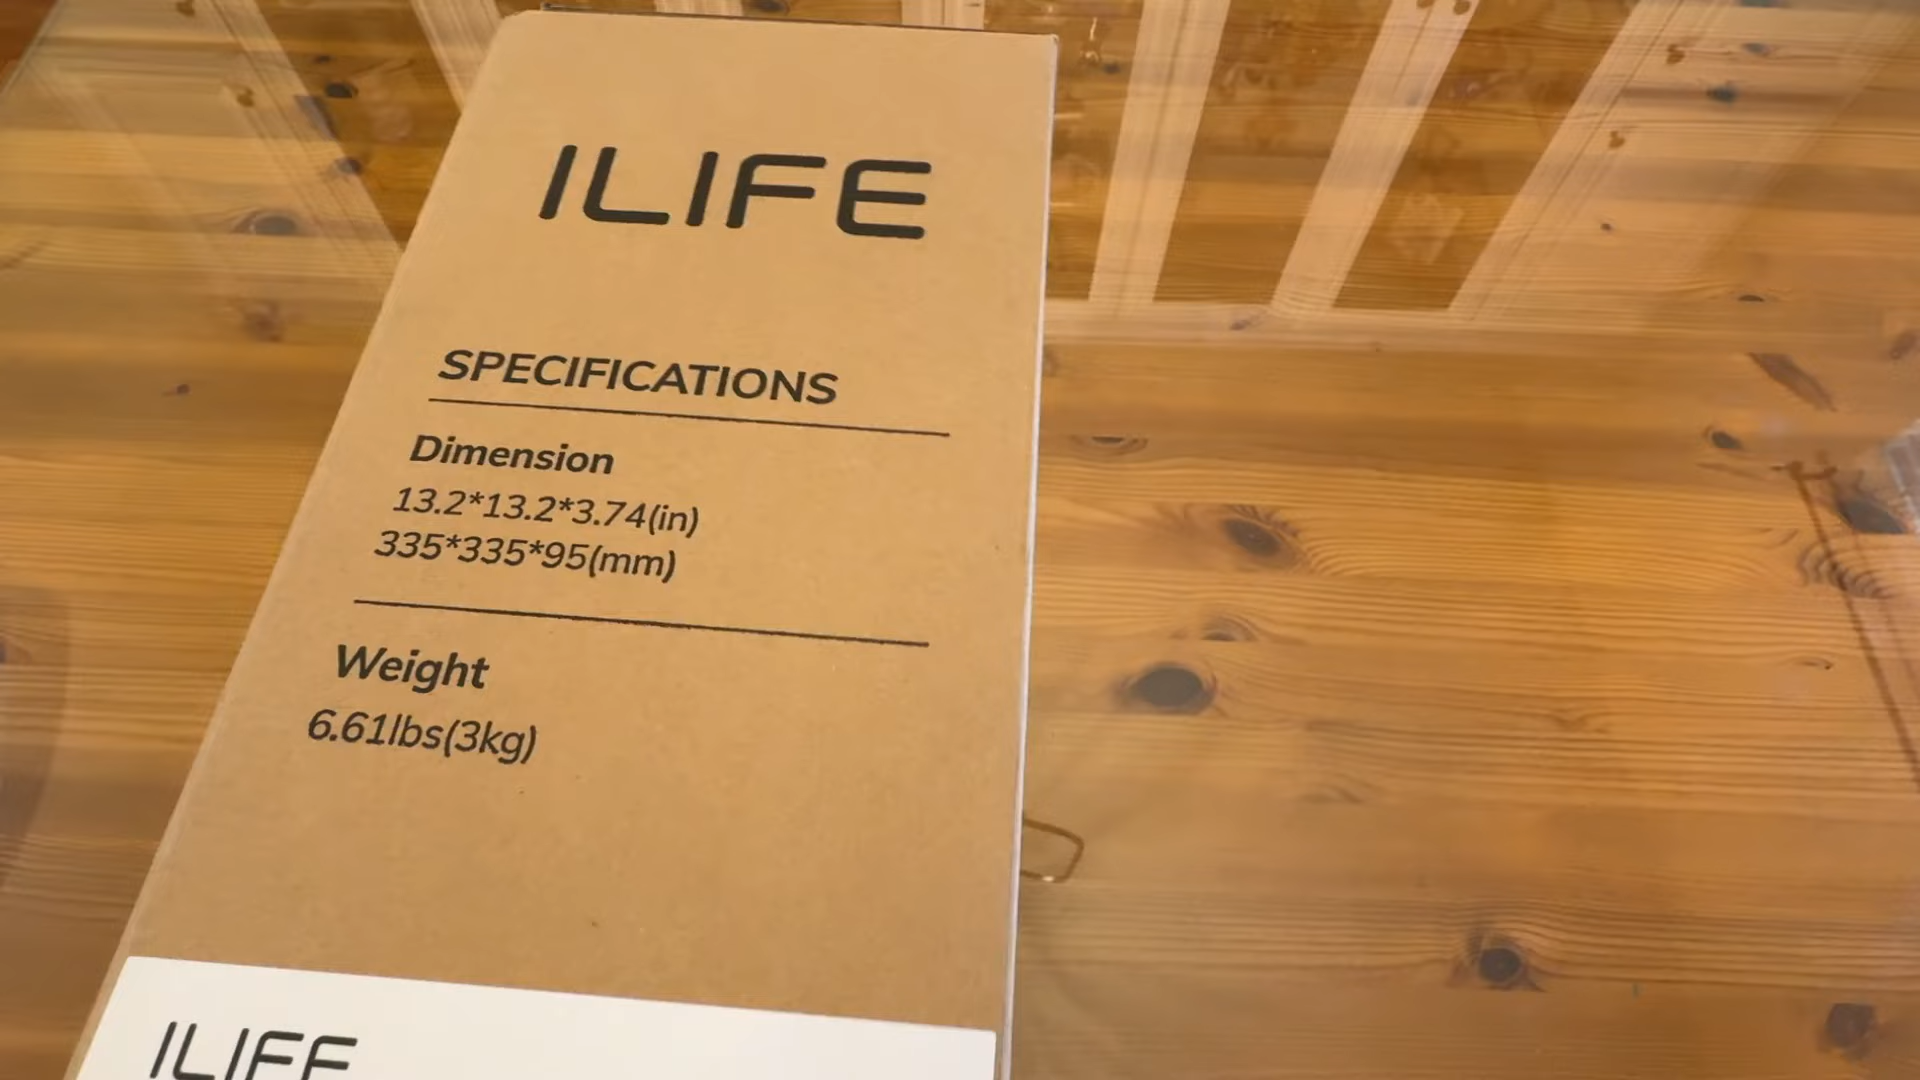 ILIFE
SPECIFICATIONS
Dimension
13.2*13.2*3.74(in)
335*335*95(mm)
Weight
6.61lbs(3kg)
ILIFE